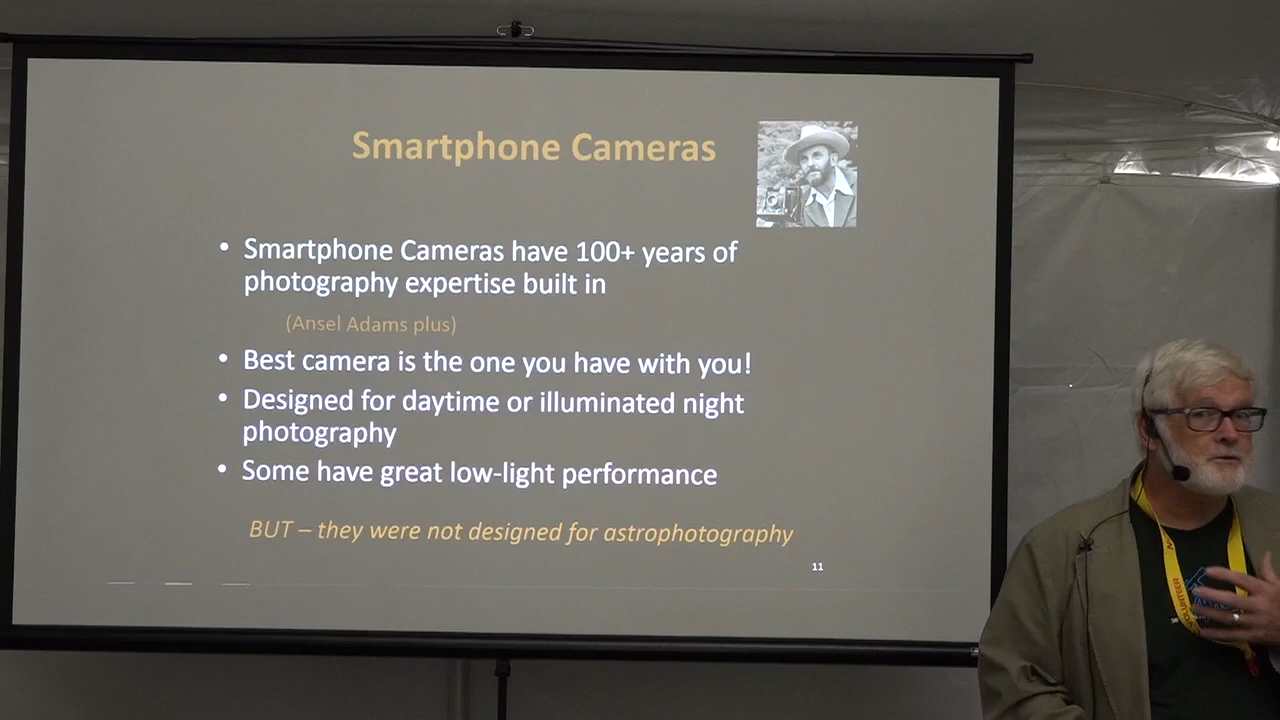 Smartphone Cameras
• Smartphone Cameras have 100+ years of
photography expertise built in
(Ansel Adams plus)
• Best camera is the one you have with you!
• Designed for daytime or illuminated night
photography
• Some have great low-light performance
BUT – they were not designed for astrophotography
11
VOLUNTEER